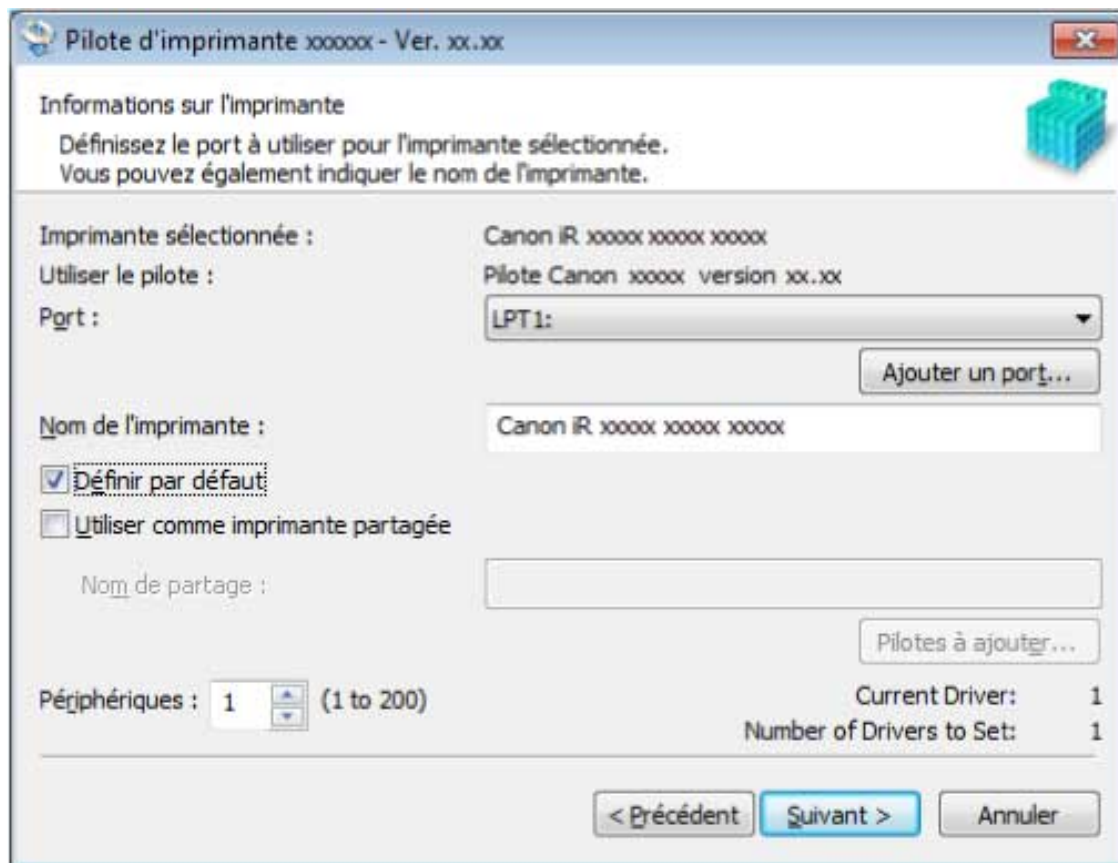 Pilote d'imprimante xxxxxx - Ver. xx.xx
Informations sur l'imprimante
Définissez le port à utiliser pour l'imprimante sélectionnée.
Vous pouvez également indiquer le nom de l'imprimante.
Imprimante sélectionnée : Canon iR xxxxx xxxxx xxxxx
Utiliser le pilote : Pilote Canon xxxxx version xx.xx
Port : LPT1:
Ajouter un port...
Nom de l'imprimante : Canon iR xxxxx xxxxx xxxxx
Définir par défaut
Utiliser comme imprimante partagée
Nom de partage :
Pilotes à ajouter...
Périphériques : 1 (1 to 200) Current Driver: 1
Number of Drivers to Set: 1
< Précédent Suivant > Annuler